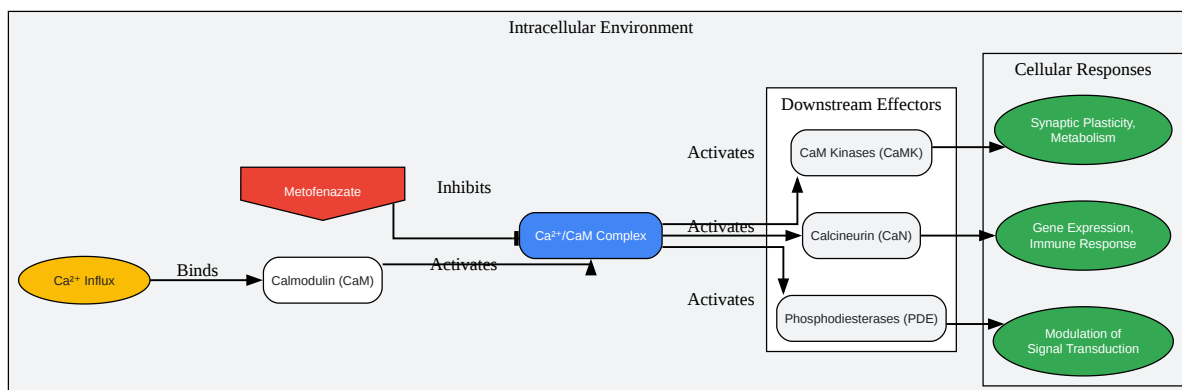 Intracellular Environment
Cellular Responses
Downstream Effectors
Synaptic Plasticity,
Metabolism
Activates
CaM Kinases (CaMK)
Metofenazate
Inhibits
Ca²⁺/CaM Complex
Activates
Calcineurin (CaN)
Gene Expression,
Immune Response
Ca²⁺ Influx
Binds
Calmodulin (CaM)
Activates
Activates
Phosphodiesterases (PDE)
Modulation of
Signal Transduction